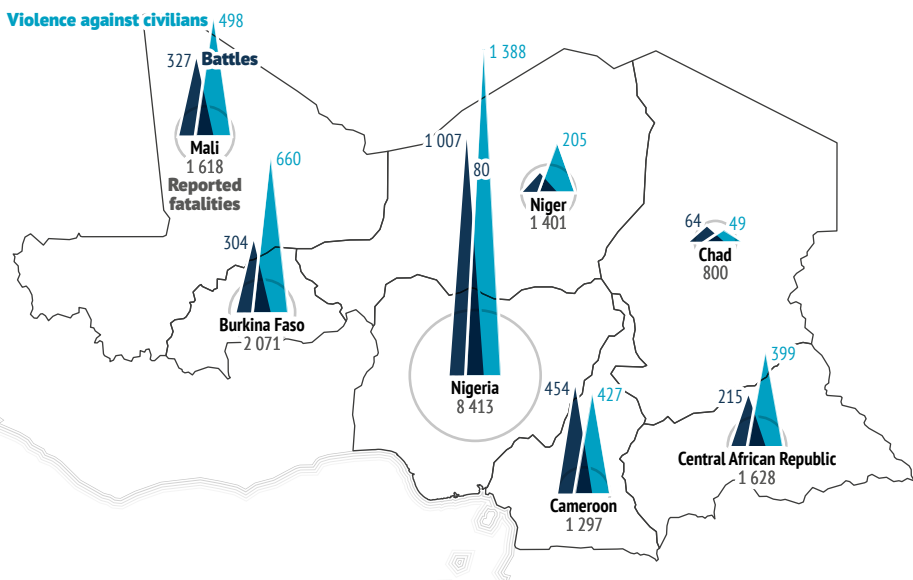 Violence against civilians
498
327
Battles
Mali
1 618
Reported
fatalities
660
304
Burkina Faso
2 071
1 388
1 007
80
Nigeria
8 413
205
Niger
1 401
64
49
Chad
800
454
427
Cameroon
1 297
399
215
Central African Republic
1 628